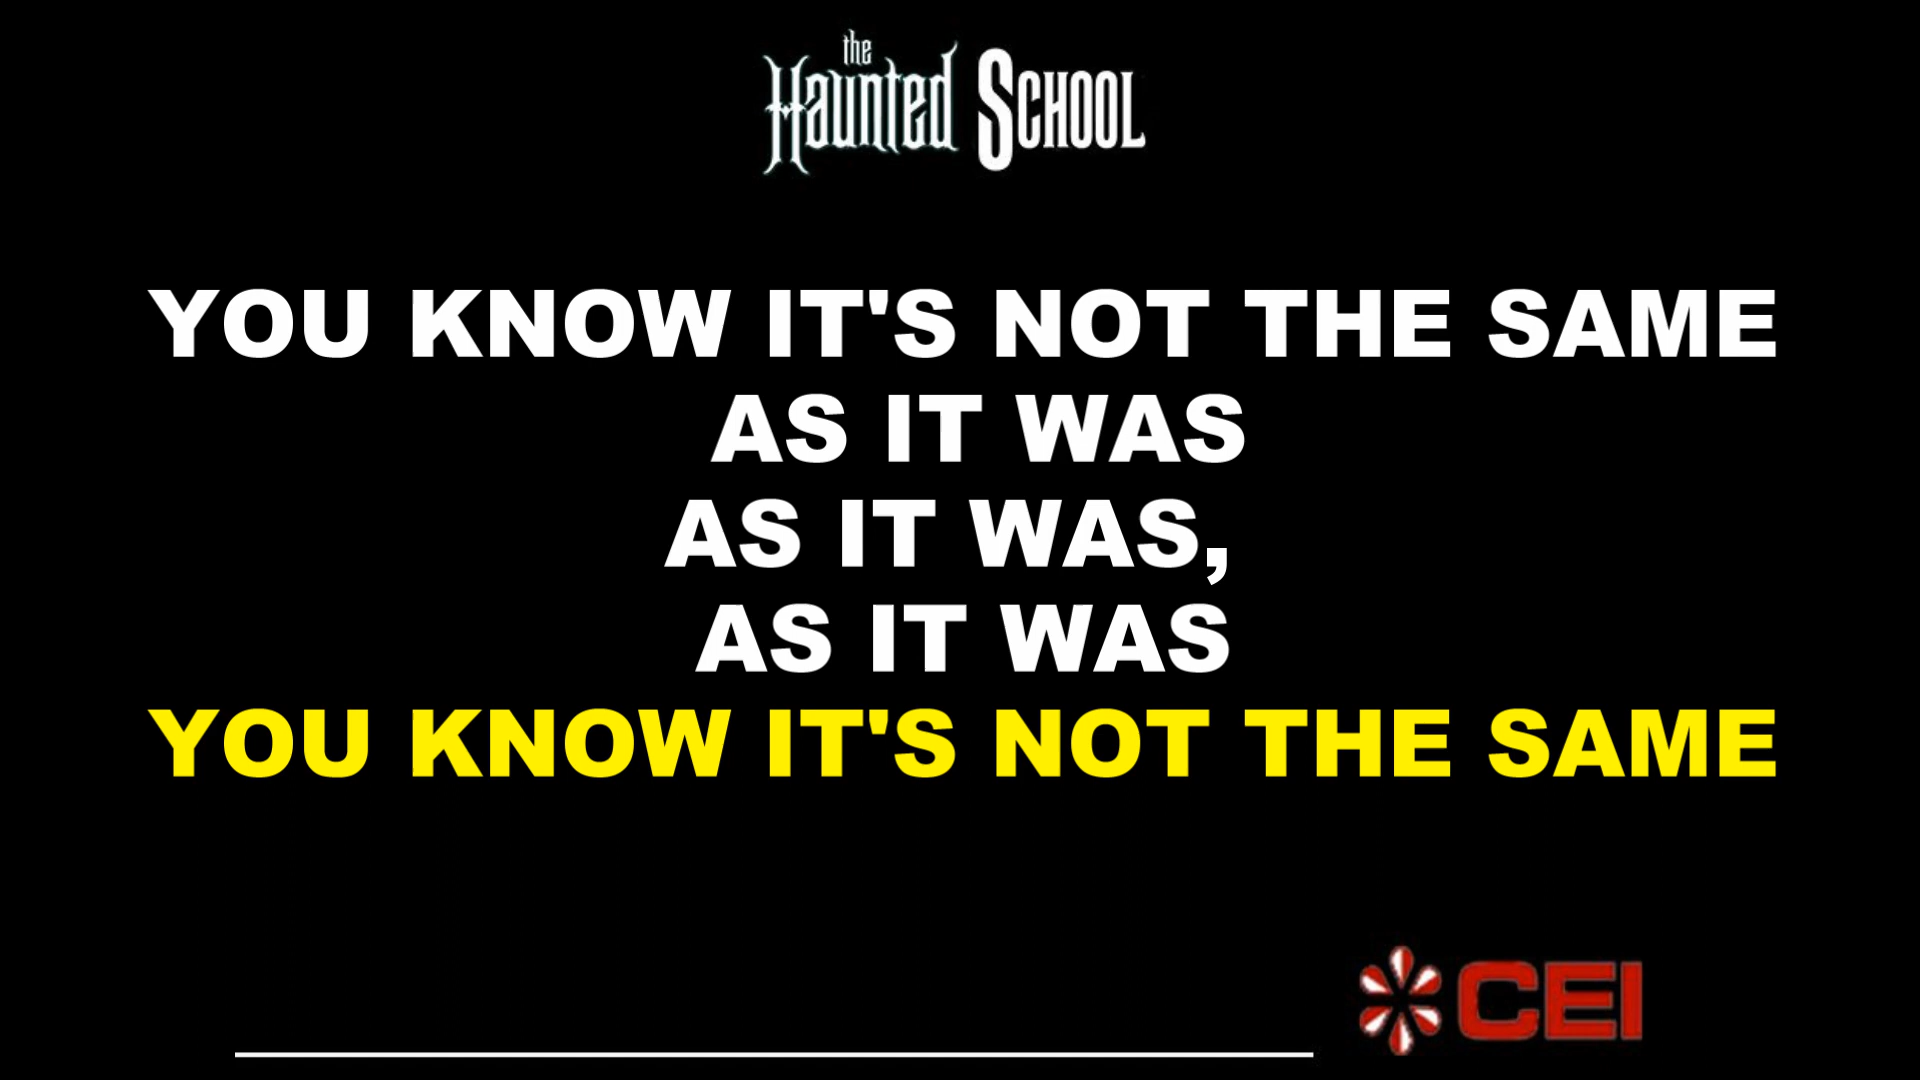 the
Haunted SCHOOL
YOU KNOW IT'S NOT THE SAME
AS IT WAS
AS IT WAS,
AS IT WAS
YOU KNOW IT'S NOT THE SAME
CEI